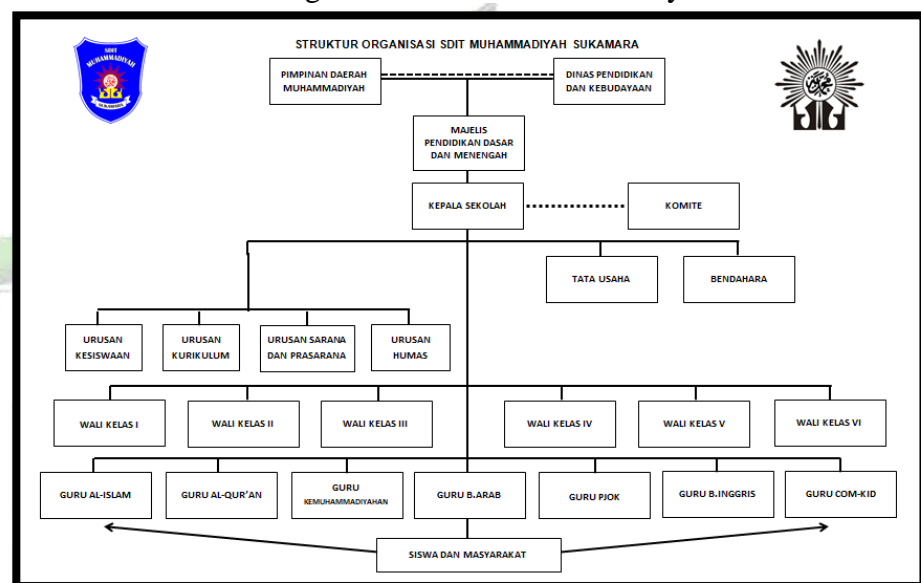 STRUKTUR ORGANISASI SDIT MUHAMMADIYAH SUKAMARA
SDIT
MUHAMMADIYAH
SUKAMARA
PIMPINAN DAERAH
MUHAMMADIYAH
DINAS PENDIDIKAN
DAN KEBUDAYAAN
MAJELIS
PENDIDIKAN DASAR
DAN MENENGAH
KEPALA SEKOLAH
KOMITE
TATA USAHA
BENDAHARA
URUSAN
KESISWAAN
URUSAN
KURIKULUM
URUSAN SARANA
DAN PRASARANA
URUSAN
HUMAS
WALI KELAS I
WALI KELAS II
WALI KELAS III
WALI KELAS IV
WALI KELAS V
WALI KELAS VI
GURU AL-ISLAM
GURU AL-QUR'AN
GURU
KEMUHAMMADIYAHAN
GURU B.ARAB
GURU PJOK
GURU B.INGGRIS
GURU COM-KID
SISWA DAN MASYARAKAT